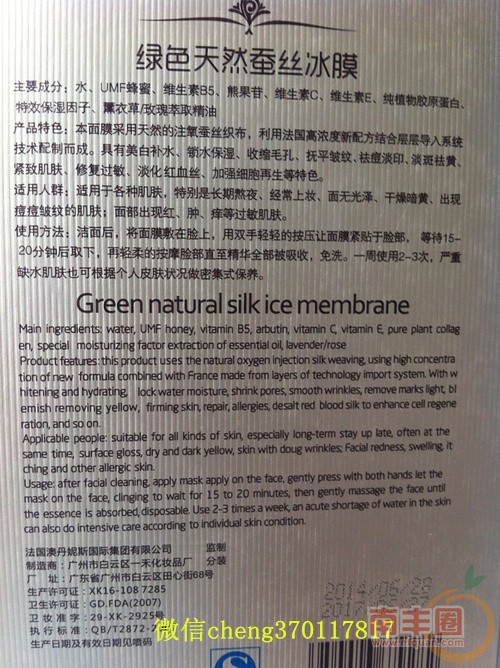 绿色天然蚕丝冰膜
主要成分：水、UMF蜂蜜、维生素B5、熊果苷、维生素C、维生素E、纯植物胶原蛋白、
特效保湿因子、薰衣草/玫瑰萃取精油
产品特色：本面膜采用天然的注氧蚕丝织布，利用法国高浓度新配方结合层层导入系统
技术配制而成。具有美白补水、锁水保湿、收缩毛孔、抚平皱纹、祛痘淡印、淡斑祛黄、
紧致肌肤、修复过敏、淡化红血丝、加强细胞再生等特色。
适用人群：适用于各种肌肤，特别是长期熬夜、经常上妆、面无光泽、干燥暗黄、出现
痘痘皱纹的肌肤；面部出现红、肿、痒等过敏肌肤。
使用方法：洁面后，将面膜敷在脸上，用双手轻轻的按压让面膜紧贴于脸部，等待15-
20分钟后取下，再轻柔的按摩脸部直至精华全部被吸收，免洗。一周使用2-3次，严重
缺水肌肤也可根据个人皮肤状况做密集式保养。
Green natural silk ice membrane
Main ingredients: water, UMF honey, vitamin B5, arbutin, vitamin C, vitamin E, pure plant collag
en, special moisturizing factor extraction of essential oil, lavender/rose
Product features: this product uses the natural oxygen injection silk weaving, using high concentra
tion of new formula combined with France made from layers of technology import system. With w
hitening and hydrating, lock water moisture, shrink pores, smooth wrinkles, remove marks light, bl
emish removing yellow, firming skin, repair, allergies, desalt red blood silk to enhance cell regene
ration, and so on.
Applicable people: suitable for all kinds of skin, especially long-term stay up late, often at the
same time, surface gloss, dry and dark yellow, skin with doug wrinkles; Facial redness, swelling, it
ching and other allergic skin.
Usage: after facial cleaning, apply mask apply on the face, gently press with both hands let the
mask on the face, clinging to wait for 15 to 20 minutes, then gently massage the face until
the essence is absorbed, disposable. Use 2-3 times a week, an acute shortage of water in the skin
can also do intensive care according to individual skin condition.
法国澳丹妮斯国际集团有限公司 监制
制造商：广州市白云区一禾化妆品厂 分装
厂 址：广东省广州市白云区田心街68号
生产许可证：XK16-108 7285
卫生许可证：GD.FDA(2007)
卫妆准字：29-XK-2925号
执行标准：QB/T2872-2
生产日期及有效日期见喷码
2014/06/29
2017
微信cheng370117817
南丰圈